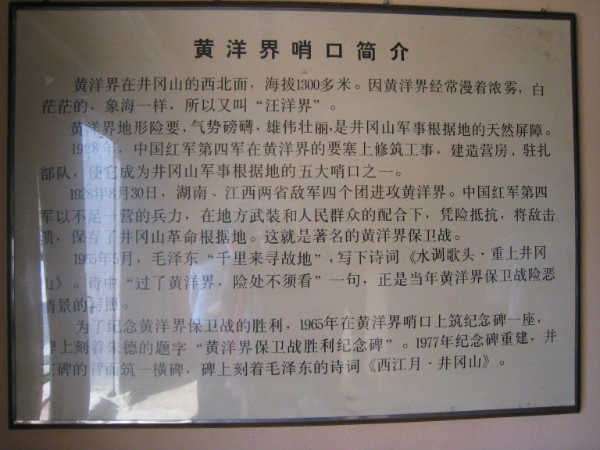 黄洋界哨口简介
黄洋界在井冈山的西北面，海拔1300多米。因黄洋界经常漫着浓雾，白
茫茫的，象海一样，所以又叫“汪洋界”。
黄洋界地形险要，气势磅礴，雄伟壮丽，是井冈山军事根据地的天然屏障。
1928年，中国红军第四军在黄洋界的要塞上修筑工事，建造营房，驻扎
部队，使它成为井冈山军事根据地的五大哨口之一。
1928年8月30日，湖南、江西两省敌军四个团进攻黄洋界。中国红军第四
军以不足一营的兵力，在地方武装和人民群众的配合下，凭险抵抗，将敌击
溃，保存了井冈山革命根据地。这就是著名的黄洋界保卫战。
1965年5月，毛泽东“千里来寻故地”，写下诗词《水调歌头·重上井冈
山》。诗中“过了黄洋界，险处不须看”一句，正是当年黄洋界保卫战险恶
情景的写照。
为了纪念黄洋界保卫战的胜利，1965年在黄洋界哨口上筑纪念碑一座，
碑上刻着朱德的题字“黄洋界保卫战胜利纪念碑”。1977年纪念碑重建，并
在碑的背面筑一横碑，碑上刻着毛泽东的诗词《西江月·井冈山》。